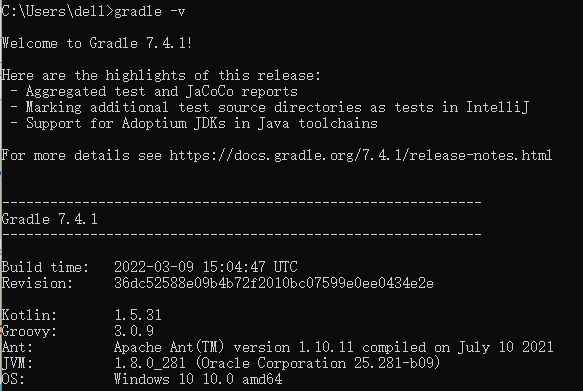 C:\Users\dell>gradle -v
Welcome to Gradle 7.4.1!
Here are the highlights of this release:
- Aggregated test and JaCoCo reports
- Marking additional test source directories as tests in IntelliJ
- Support for Adoptium JDKs in Java toolchains
For more details see https://docs.gradle.org/7.4.1/release-notes.html
------------------------------------------------------------
Gradle 7.4.1
------------------------------------------------------------
Build time:   2022-03-09 15:04:47 UTC
Revision:     36dc52588e09b4b72f2010bc07599e0ee0434e2e
Kotlin:       1.5.31
Groovy:       3.0.9
Ant:          Apache Ant(TM) version 1.10.11 compiled on July 10 2021
JVM:          1.8.0_281 (Oracle Corporation 25.281-b09)
OS:           Windows 10 10.0 amd64